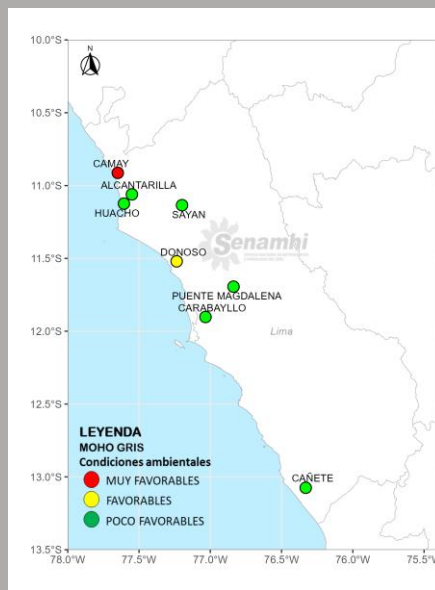 N
10.0°S
10.5°S
11.0°S
11.5°S
12.0°S
12.5°S
13.0°S
13.5°S
CAMAY
ALCANTARILLA
HUACHO
SAYAN
Senamhi
DONOSO
PUENTE MAGDALENA
CARABAYLLO
Lima
CAÑETE
LEYENDA
MOHO GRIS
Condiciones ambientales
MUY FAVORABLES
FAVORABLES
POCO FAVORABLES
78.0°W 77.5°W 77.0°W 76.5°W 76.0°W 75.5°W